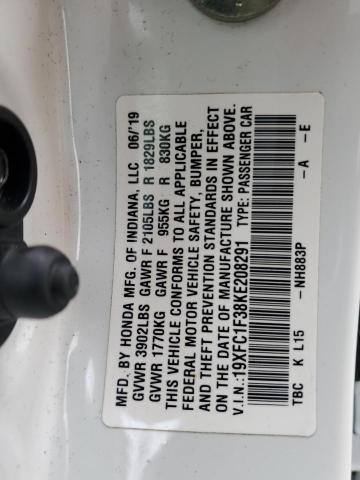 MFD. BY HONDA MFG. OF INDIANA, LLC 06/'19
GVWR 3902LBS GAWR F 2105LBS R 1829LBS
GVWR 1770KG GAWR F 955KG R 830KG
THIS VEHICLE CONFORMS TO ALL APPLICABLE
FEDERAL MOTOR VEHICLE SAFETY, BUMPER,
AND THEFT PREVENTION STANDARDS IN EFFECT
ON THE DATE OF MANUFACTURE SHOWN ABOVE.
V.I.N.:19XFC1F38KE208291 TYPE: PASSENGER CAR
TBC K L15 -NH883P -A -E